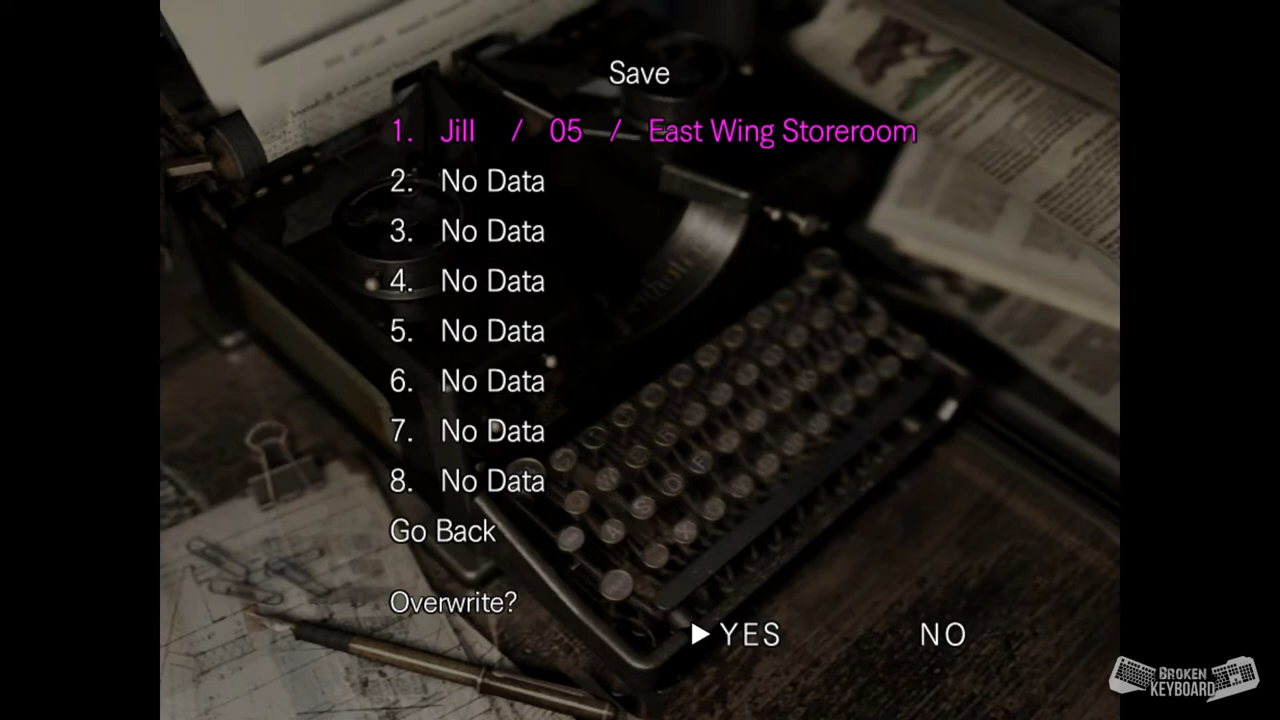 Save
1. Jill / 05 / East Wing Storeroom
2. No Data
3. No Data
4. No Data
5. No Data
6. No Data
7. No Data
8. No Data
Go Back
Overwrite?
YES NO
BROKEN
KEYBOARD